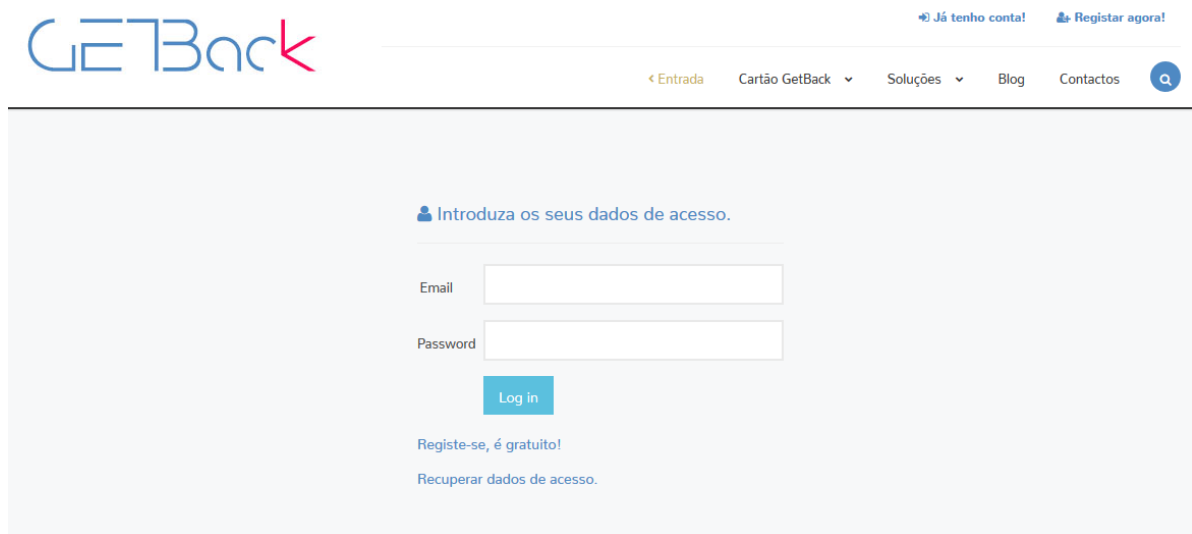 GETBack
Já tenho conta! Registar agora!
< Entrada Cartão GetBack Soluções Blog Contactos
Introduza os seus dados de acesso.
Email
Password
Log in
Registe-se, é gratuito!
Recuperar dados de acesso.